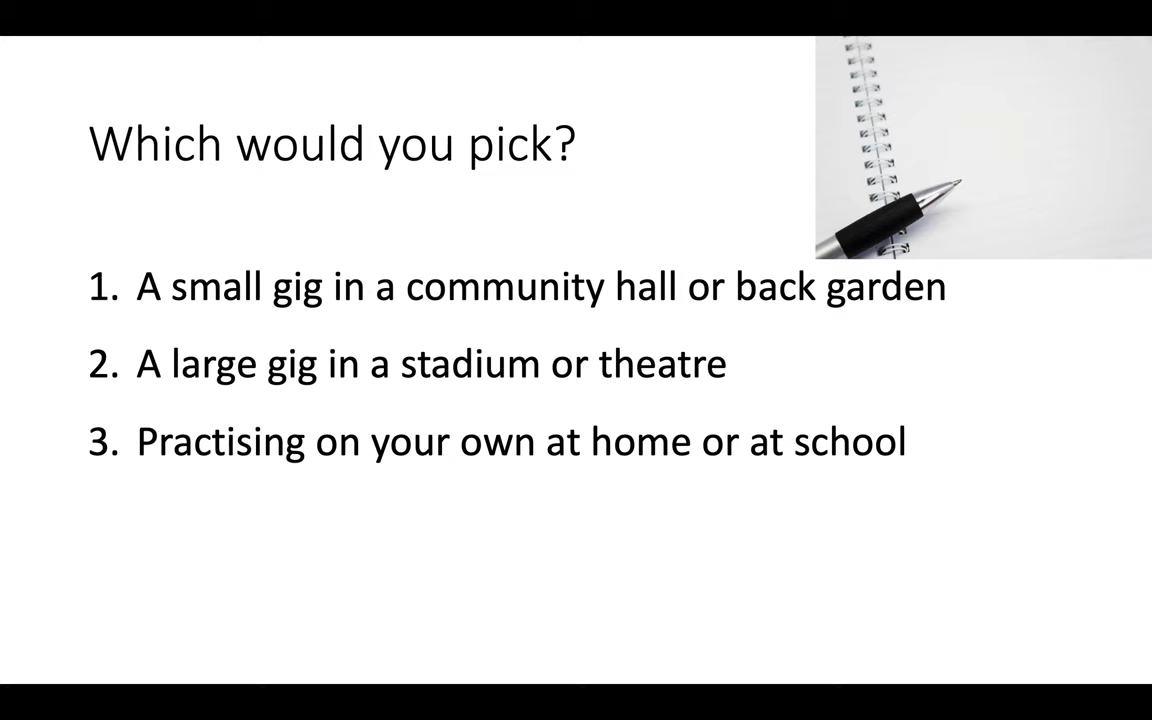 Which would you pick?
1. A small gig in a community hall or back garden
2. A large gig in a stadium or theatre
3. Practising on your own at home or at school